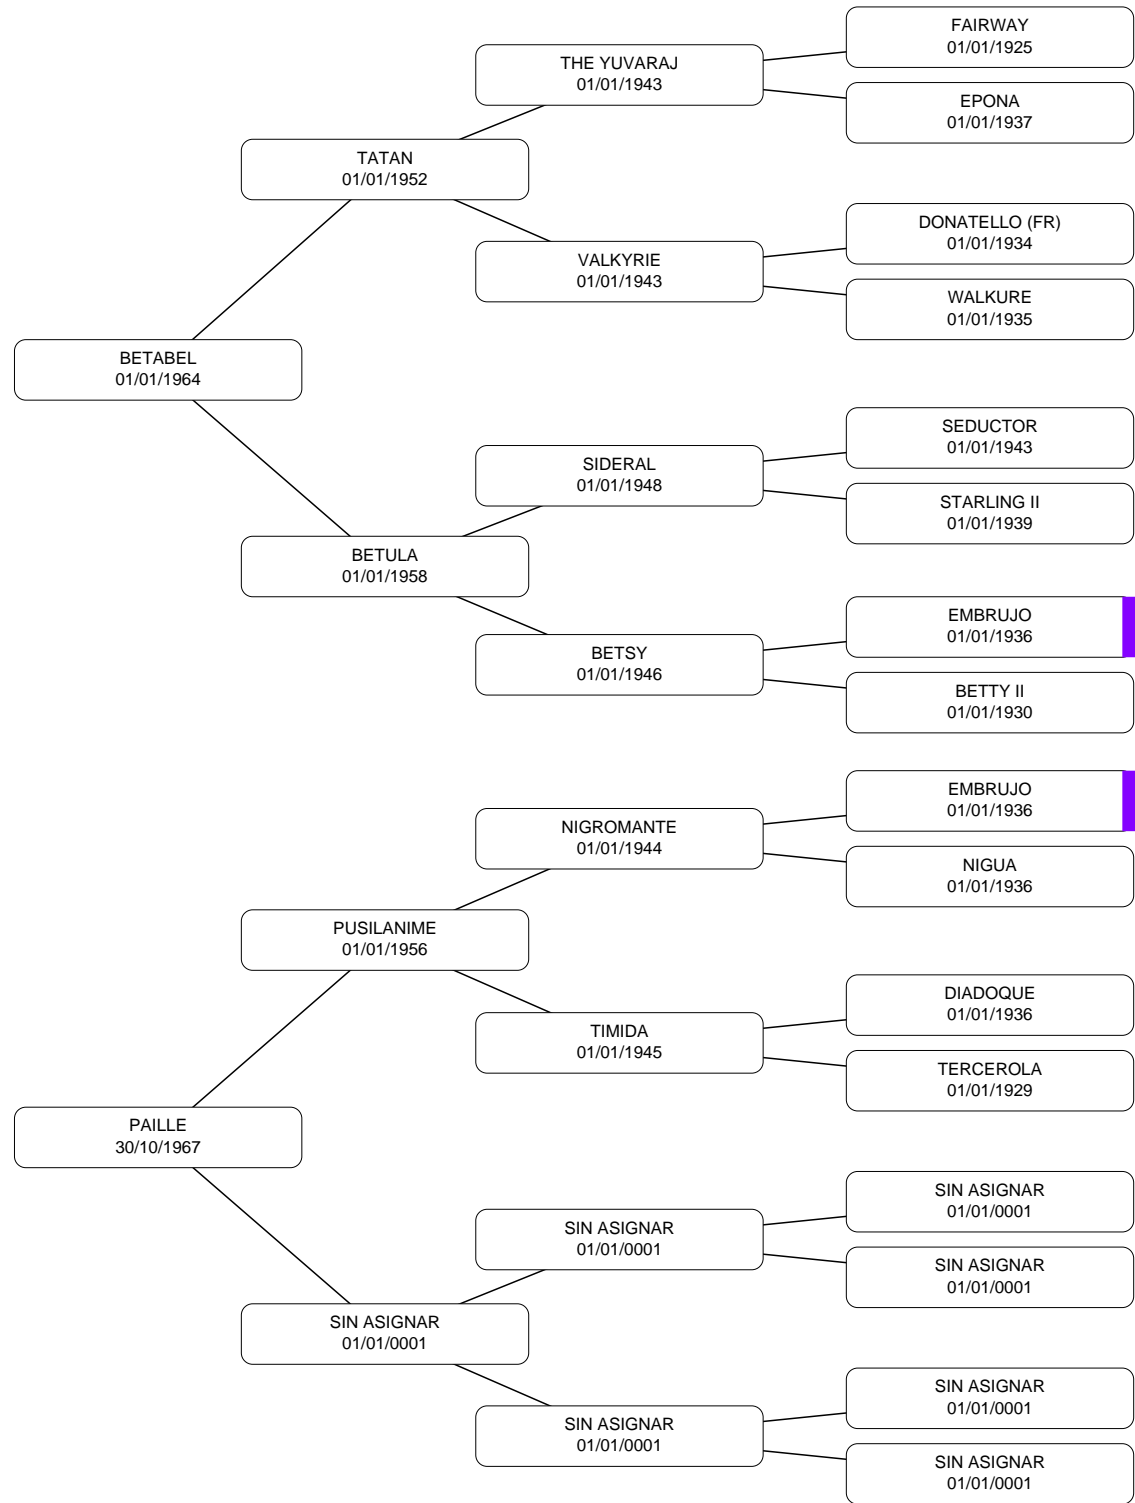 FAIRWAY
01/01/1925
THE YUVARAJ
01/01/1943
EPONA
01/01/1937
TATAN
01/01/1952
DONATELLO (FR)
01/01/1934
VALKYRIE
01/01/1943
WALKURE
01/01/1935
BETABEL
01/01/1964
SEDUCTOR
01/01/1943
SIDERAL
01/01/1948
STARLING II
01/01/1939
BETULA
01/01/1958
EMBRUJO
01/01/1936
BETSY
01/01/1946
BETTY II
01/01/1930
EMBRUJO
01/01/1936
NIGROMANTE
01/01/1944
NIGUA
01/01/1936
PUSILANIME
01/01/1956
DIADOQUE
01/01/1936
TIMIDA
01/01/1945
TERCEROLA
01/01/1929
PAILLE
30/10/1967
SIN ASIGNAR
01/01/0001
SIN ASIGNAR
01/01/0001
SIN ASIGNAR
01/01/0001
SIN ASIGNAR
01/01/0001
SIN ASIGNAR
01/01/0001
SIN ASIGNAR
01/01/0001
SIN ASIGNAR
01/01/0001